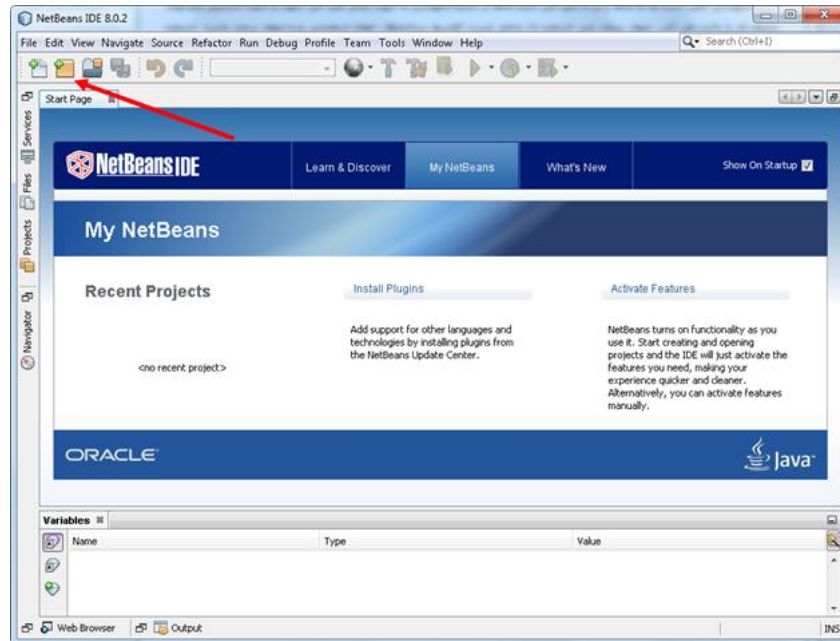 NetBeans IDE 8.0.2
File Edit View Navigate Source Refactor Run Debug Profile Team Tools Window Help
Search (Ctrl+I)
Start Page
Services
Files
Projects
Navigator
NetBeans IDE
Learn & Discover
My NetBeans
What's New
Show On Startup
My NetBeans
Recent Projects
<no recent project>
Install Plugins
Add support for other languages and
technologies by installing plugins from
the NetBeans Update Center.
Activate Features
NetBeans turns on functionality as you
use it. Start creating and opening
projects and the IDE will just activate the
features you need, making your
experience quicker and cleaner.
Alternatively, you can activate features
manually.
ORACLE
Java
Variables
Name Type Value
Web Browser Output
INS